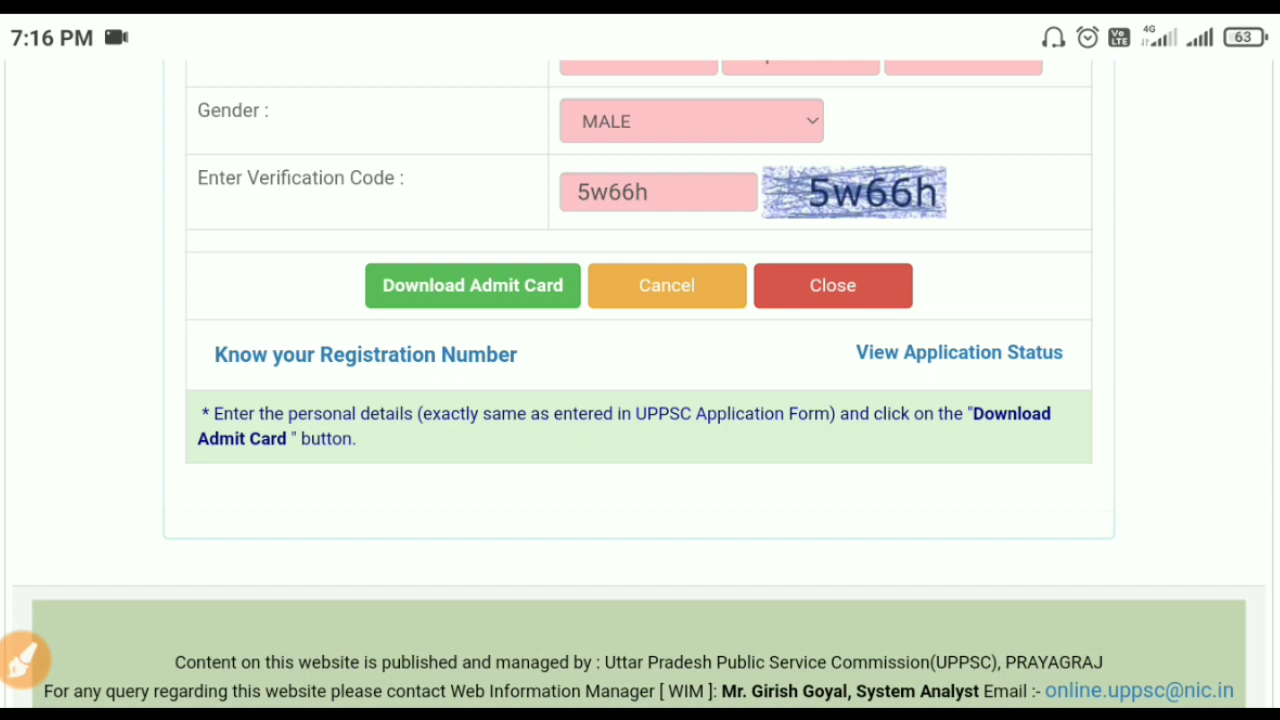 7:16 PM
Vo LTE 4G 63
Gender :
MALE
Enter Verification Code :
5w66h
5w66h
Download Admit Card Cancel Close
Know your Registration Number View Application Status
* Enter the personal details (exactly same as entered in UPPSC Application Form) and click on the "Download
Admit Card " button.
Content on this website is published and managed by : Uttar Pradesh Public Service Commission(UPPSC), PRAYAGRAJ
For any query regarding this website please contact Web Information Manager [ WIM ]: Mr. Girish Goyal, System Analyst Email :- online.uppsc@nic.in